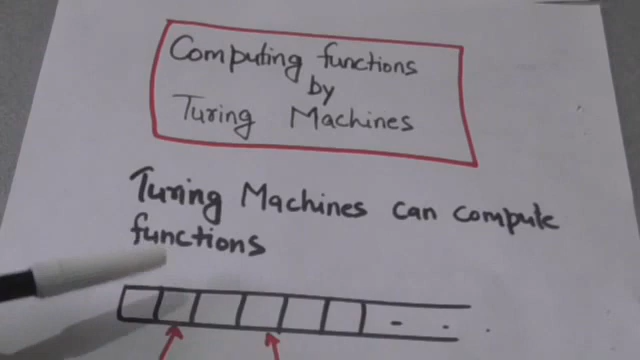 Computing functions
by
Turing Machines
Turing Machines can compute
functions